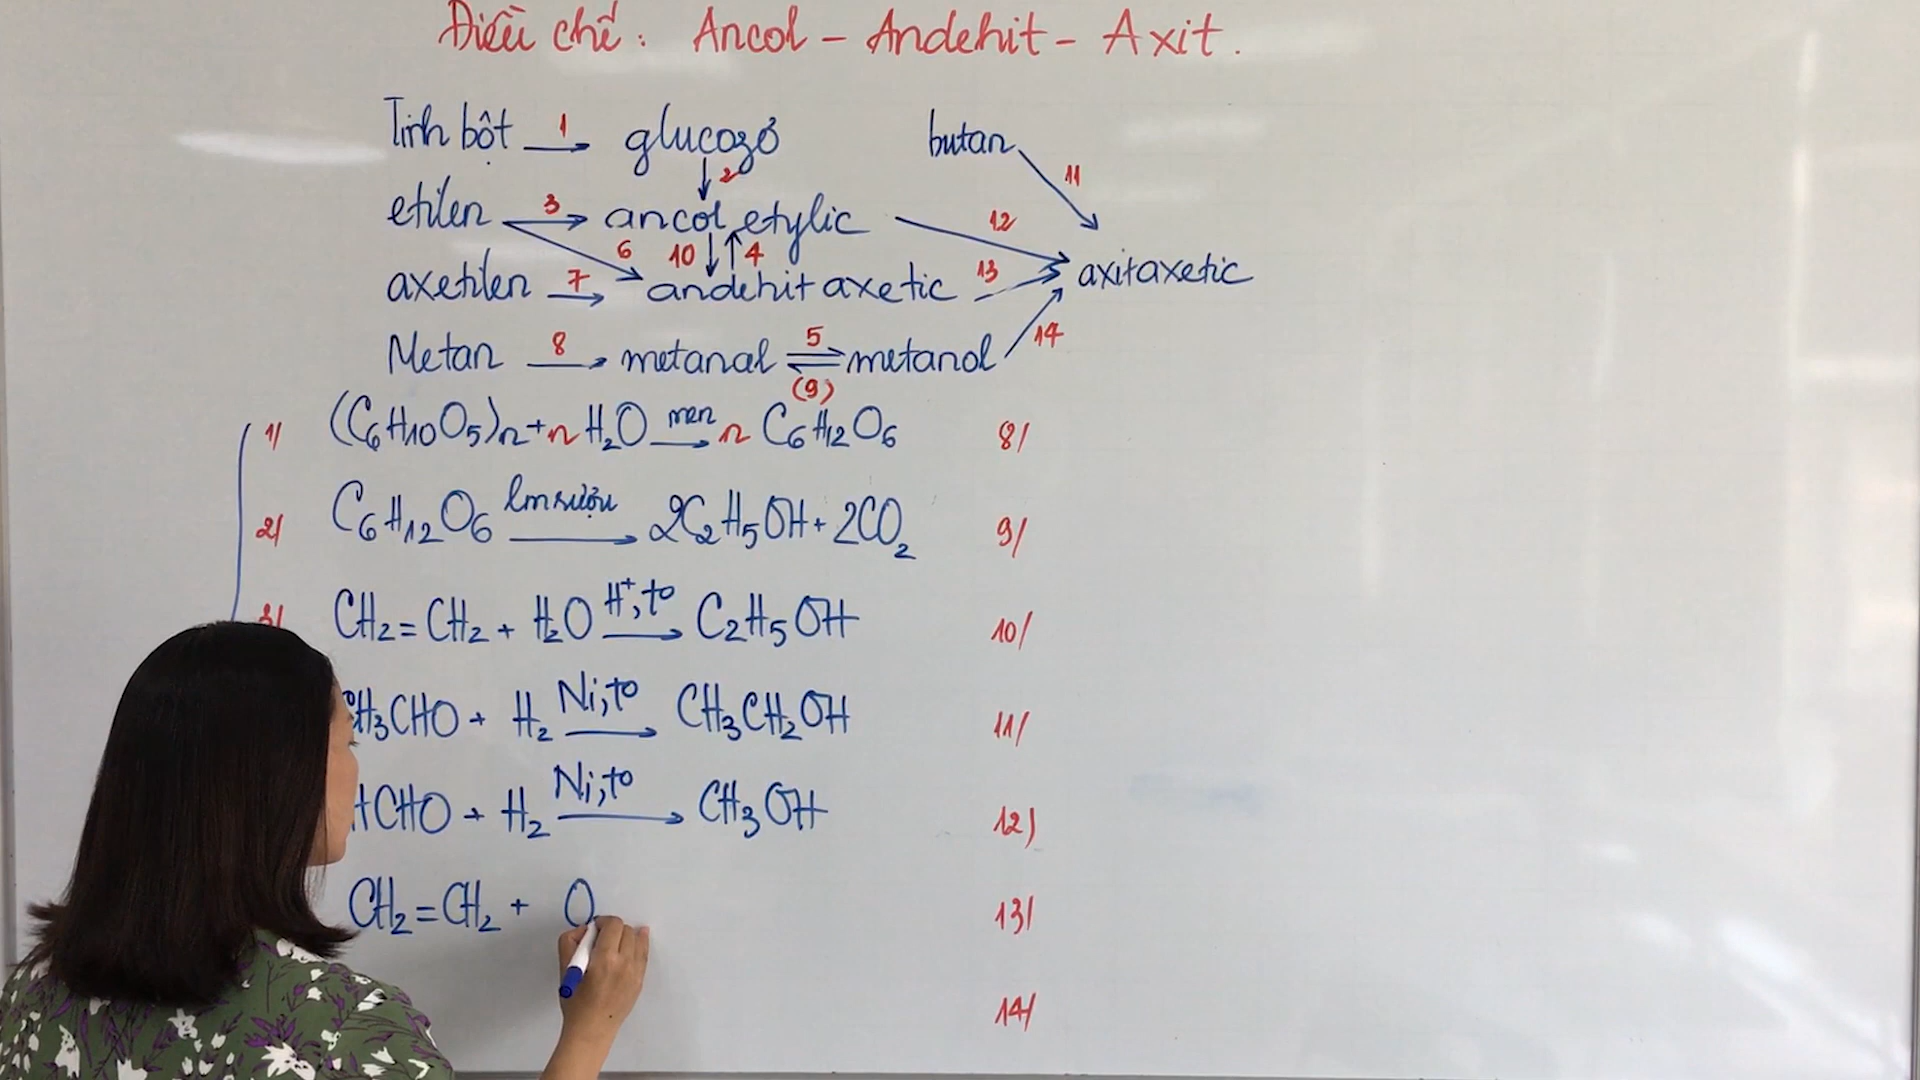 Điều chế: Ancol - Andehit - Axit.
Tinh bột 1→ glucozơ butan
↓ 2 11
etilen 3→ ancol etylic 12
6 10 ↓↑ 4
axetilen 7→ andehit axetic 13 axitaxetic
Metan 8→ metanal 5⇌(9) metanol 14
1/ (C6H10O5)n + n H2O men→ n C6H12O6 8/
2/ C6H12O6 lm rượu→ 2C2H5OH + 2CO2 9/
3/ CH2=CH2 + H2O H+, to→ C2H5OH 10/
CH3CHO + H2 Ni, to→ CH3CH2OH 11/
HCHO + H2 Ni, to→ CH3OH 12)
CH2=CH2 + O 13/
14/